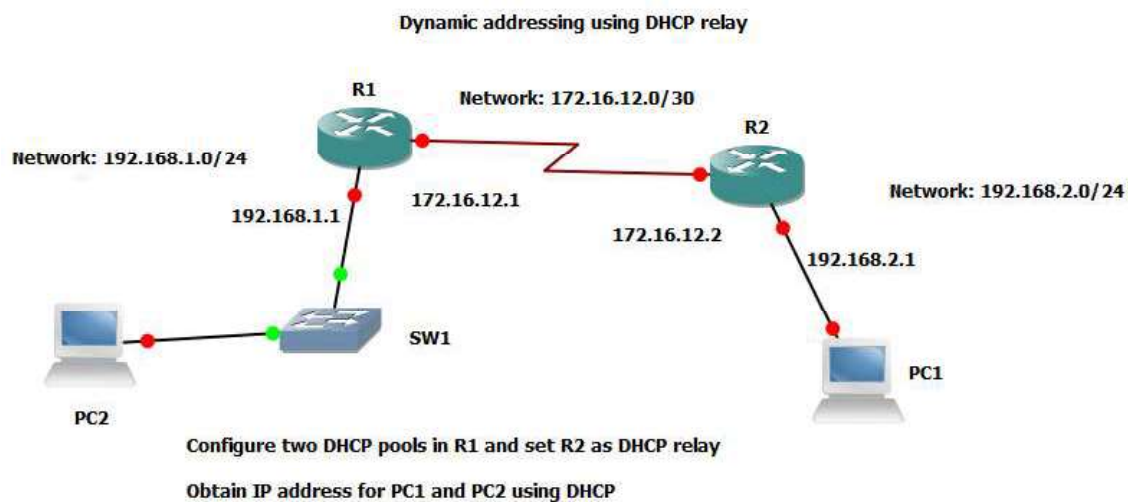 Dynamic addressing using DHCP relay
R1
Network: 172.16.12.0/30
R2
Network: 192.168.1.0/24
Network: 192.168.2.0/24
192.168.1.1
172.16.12.1
172.16.12.2
192.168.2.1
SW1
PC1
PC2
Configure two DHCP pools in R1 and set R2 as DHCP relay
Obtain IP address for PC1 and PC2 using DHCP